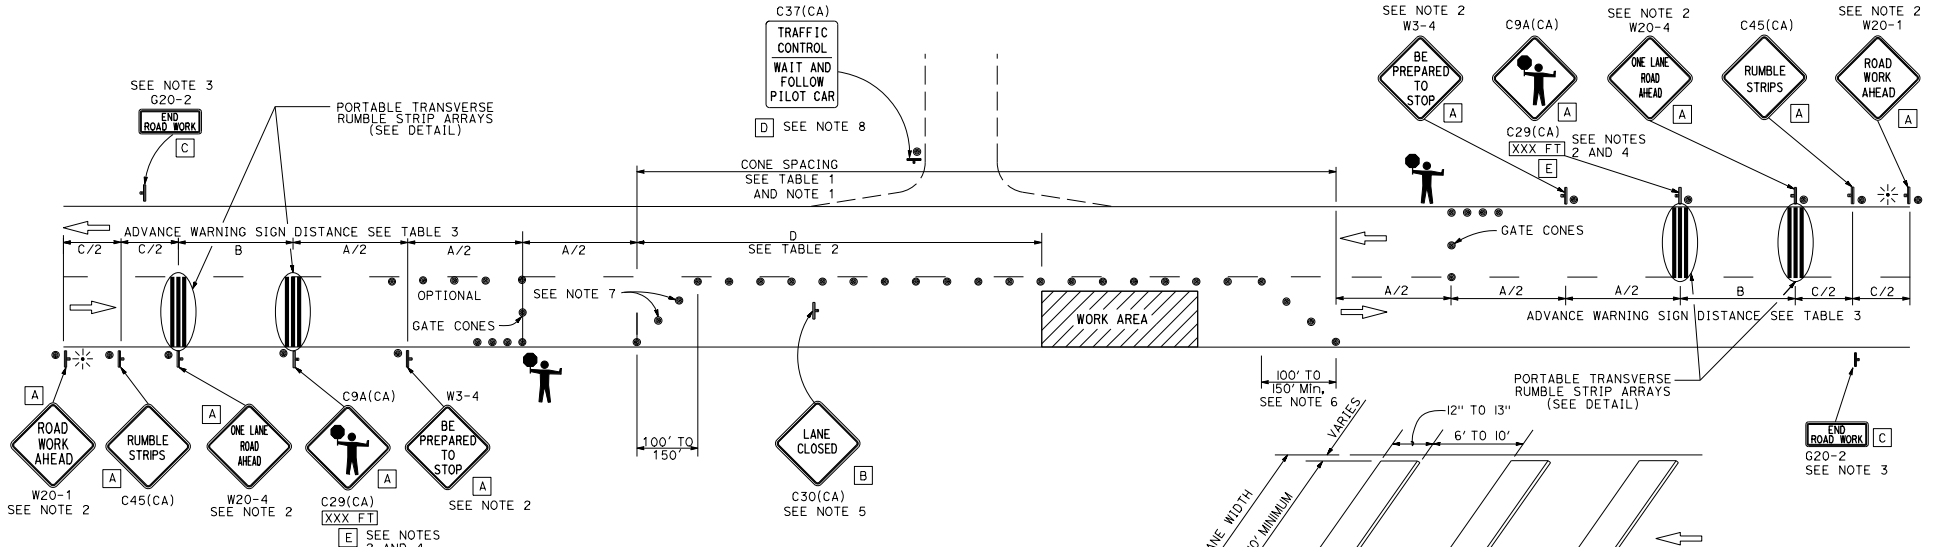 C37(CA)
TRAFFIC
CONTROL
WAIT AND
FOLLOW
PILOT CAR
D SEE NOTE 8
SEE NOTE 3
G20-2
END
ROAD WORK
C
PORTABLE TRANSVERSE
RUMBLE STRIP ARRAYS
(SEE DETAIL)
CONE SPACING
SEE TABLE 1
AND NOTE 1
SEE NOTE 2
W3-4
BE
PREPARED
TO
STOP
A
C9A(CA)
A
C29(CA)
XXX FT
E
SEE NOTES
2 AND 4
SEE NOTE 2
W20-4
ONE LANE
ROAD
AHEAD
A
C45(CA)
RUMBLE
STRIPS
A
SEE NOTE 2
W20-1
ROAD
WORK
AHEAD
A
ADVANCE WARNING SIGN DISTANCE SEE TABLE 3
C/2 C/2 B A/2 A/2 A/2
D
SEE TABLE 2
GATE CONES
OPTIONAL
SEE NOTE 7
GATE CONES
WORK AREA
A/2 A/2 A/2 B C/2 C/2
ADVANCE WARNING SIGN DISTANCE SEE TABLE 3
100' TO
150' Min,
SEE NOTE 6
PORTABLE TRANSVERSE
RUMBLE STRIP ARRAYS
(SEE DETAIL)
A
ROAD
WORK
AHEAD
W20-1
SEE NOTE 2
RUMBLE
STRIPS
A
C45(CA)
A
ONE LANE
ROAD
AHEAD
W20-4
SEE NOTE 2
C9A(CA)
A
C29(CA)
XXX FT
E SEE NOTES
2 AND 4
W3-4
BE
PREPARED
TO
STOP
A
SEE NOTE 2
100' TO
150'
LANE
CLOSED
B
C30(CA)
SEE NOTE 5
VARIES
12" TO 13"
6' TO 10'
WIDTH
MINIMUM
END
ROAD WORK
C
G20-2
SEE NOTE 3